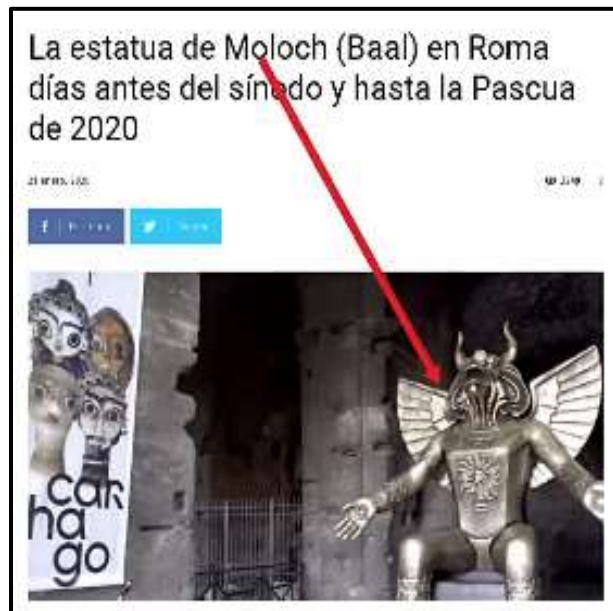 La estatua de Moloch (Baal) en Roma
días antes del sínodo y hasta la Pascua
de 2020
f
CAR
ha
go